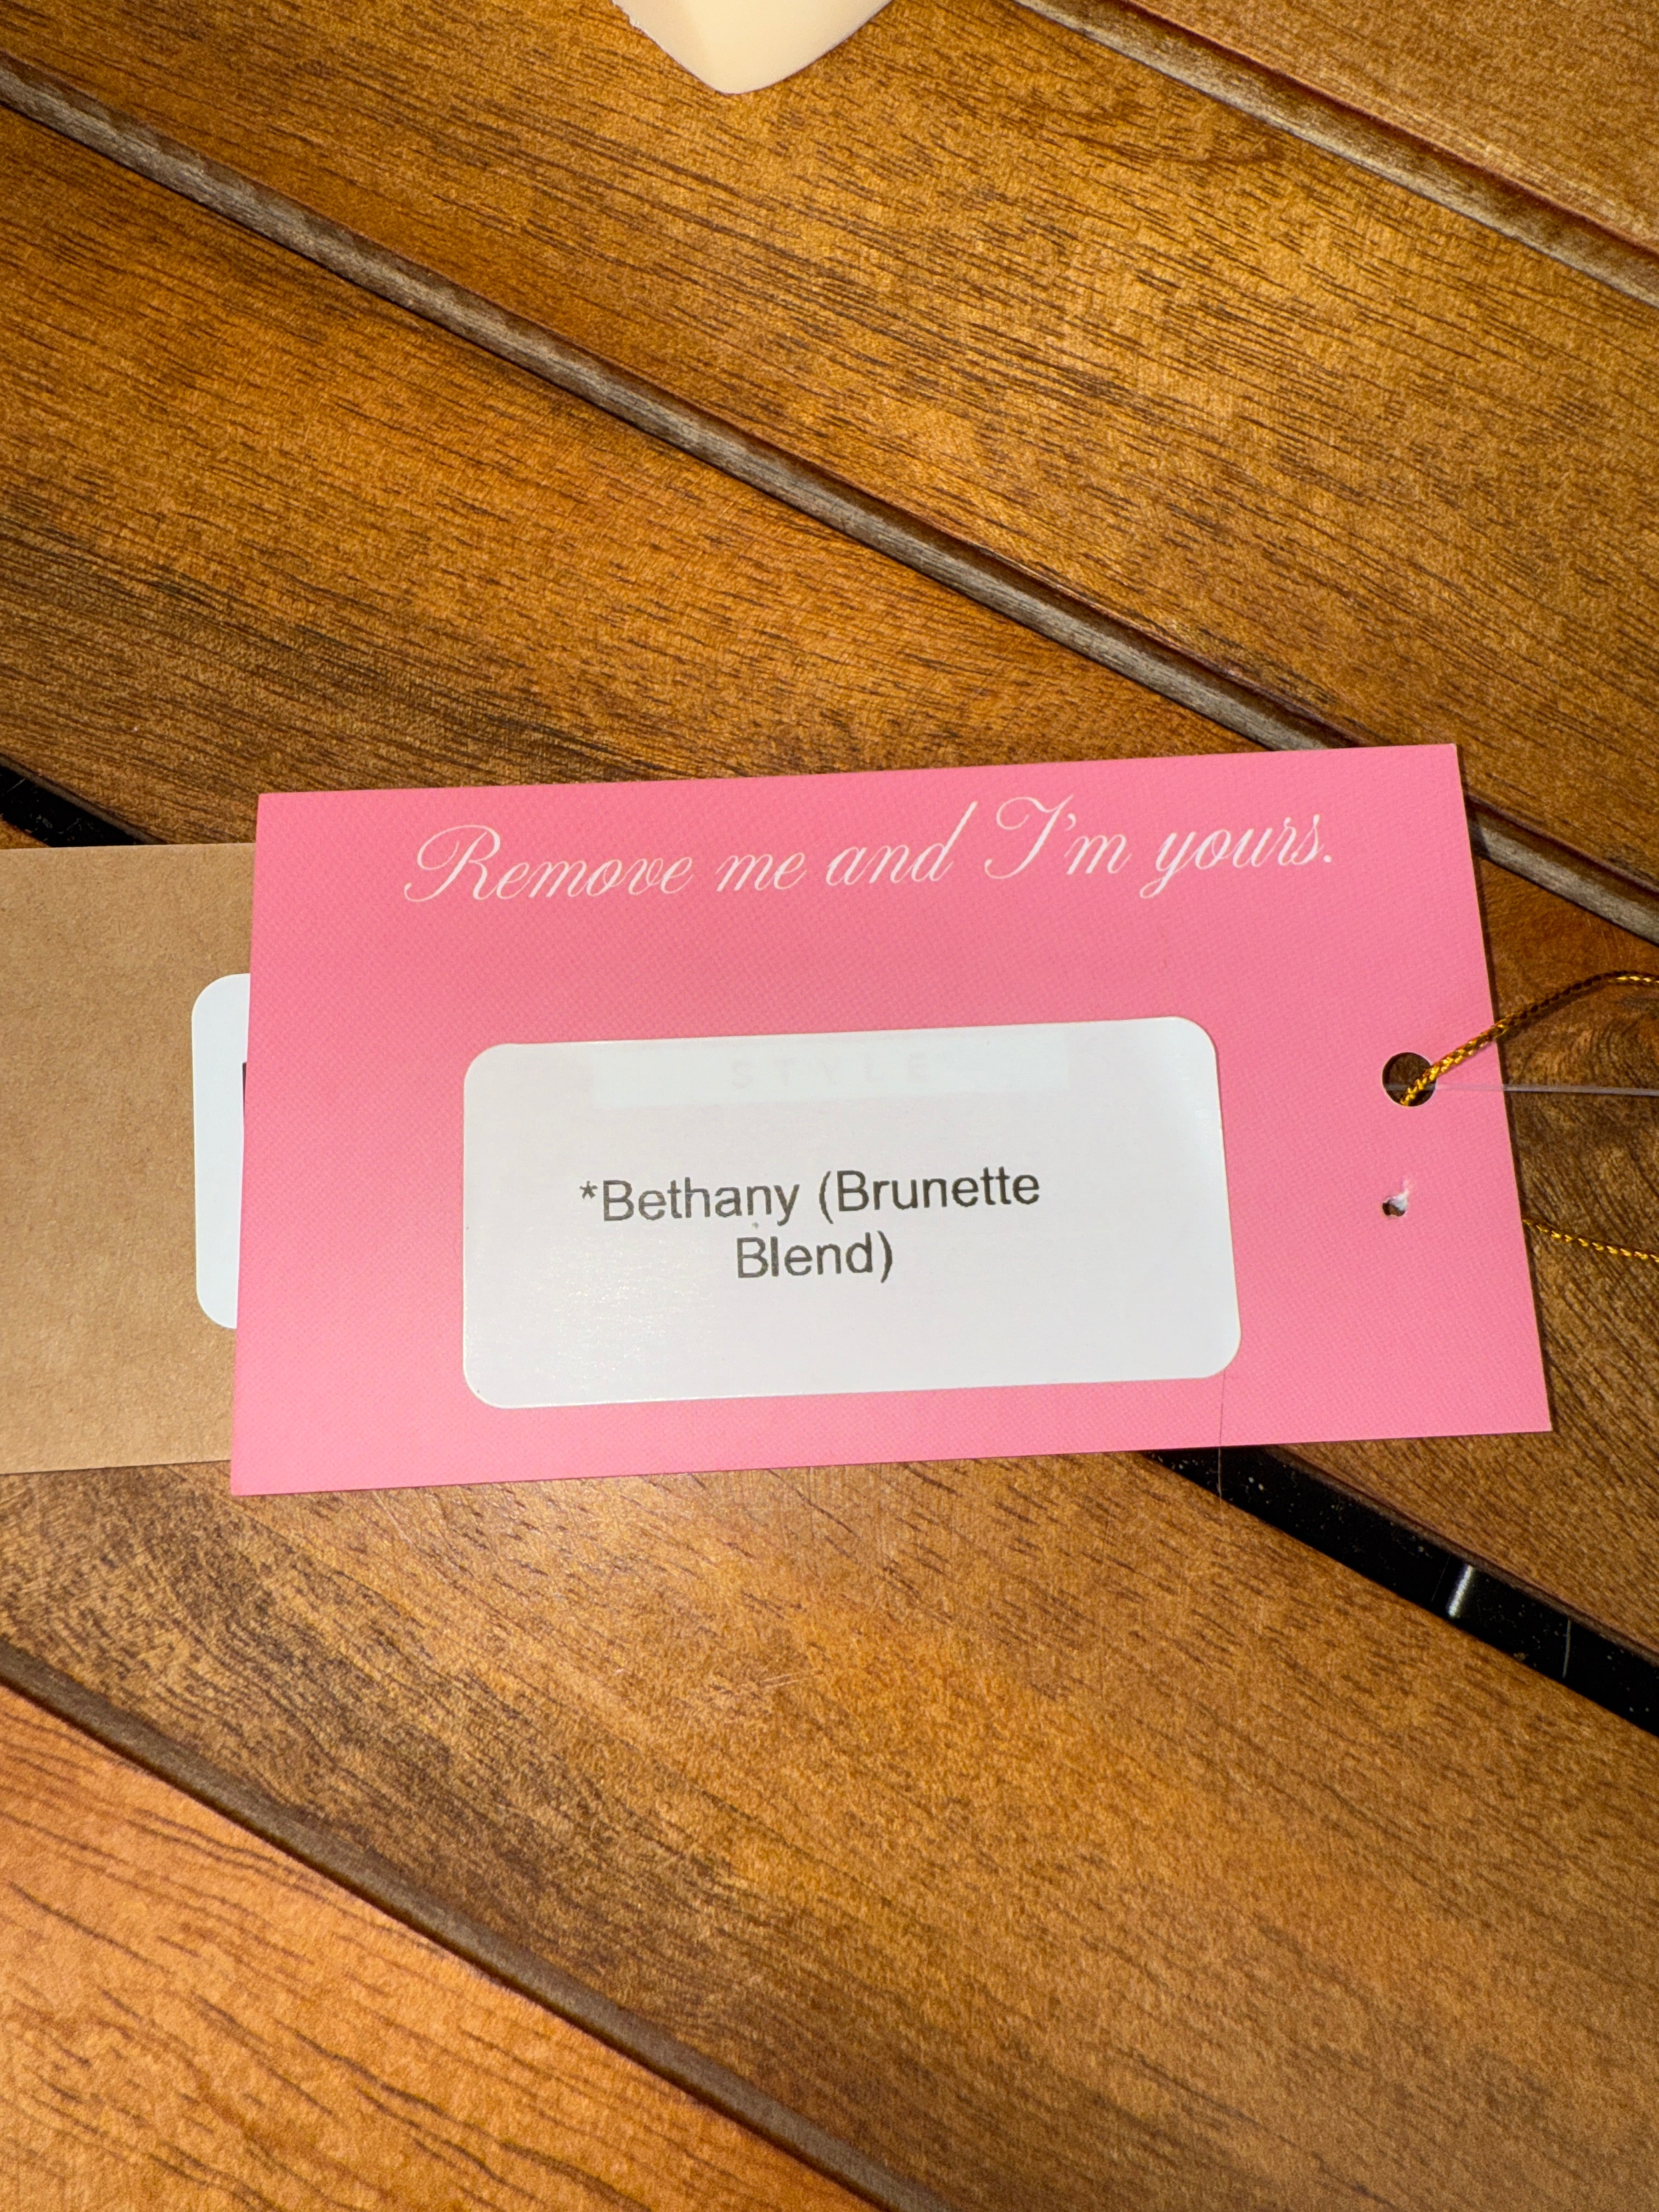 Remove me and I'm yours.
STYLE
*Bethany (Brunette
Blend)